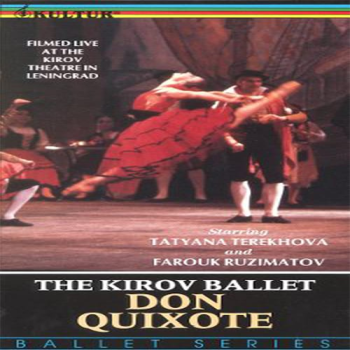 KULTUR
FILMED LIVE
AT THE
KIROV
THEATRE IN
LENINGRAD
Starring
TATYANA TEREKHOVA
and
FAROUK RUZIMATOV
THE KIROV BALLET
DON
QUIXOTE
BALLET SERIES